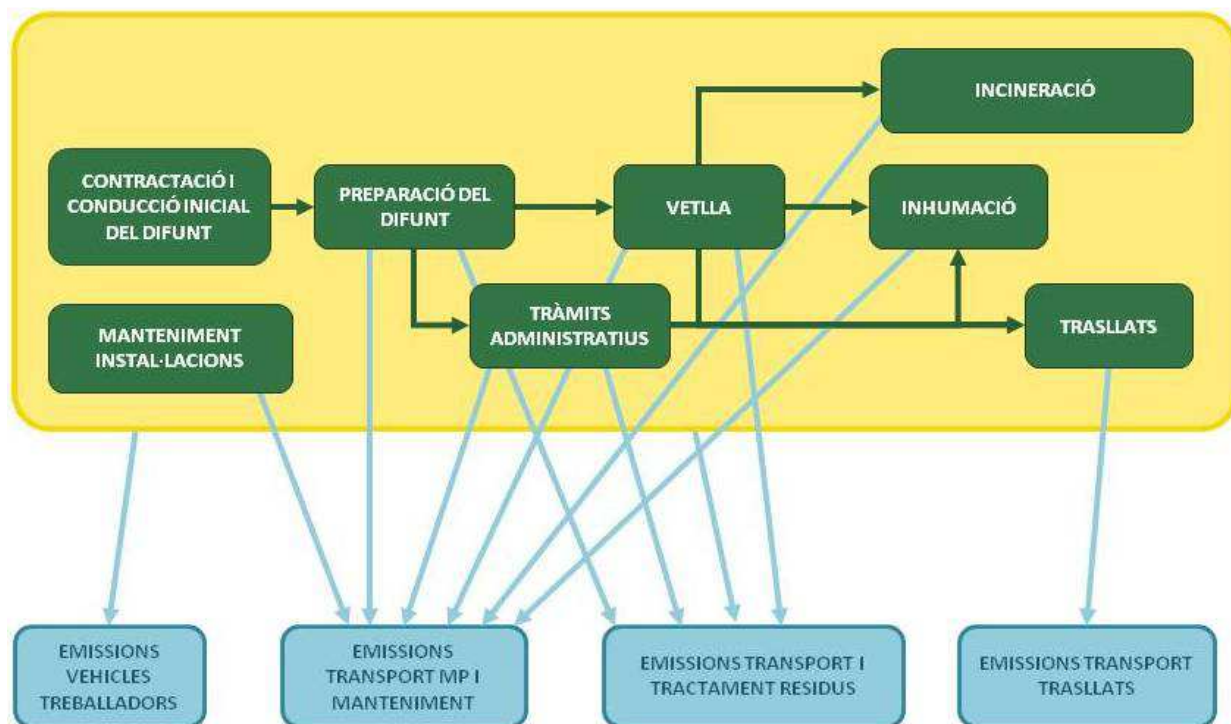 INCINERACIÓ
CONTRACTACIÓ I
CONDUCCIÓ INICIAL
DEL DIFUNT
PREPARACIÓ DEL
DIFUNT
VETLLA
INHUMACIÓ
MANTENIMENT
INSTAL·LACIONS
TRÀMITS
ADMINISTRATIUS
TRASLLATS
EMISSIONS
VEHICLES
TREBALLADORS
EMISSIONS
TRANSPORT MP I
MANTENIMENT
EMISSIONS TRANSPORT I
TRACTAMENT RESIDUS
EMISSIONS TRANSPORT
TRASLLATS